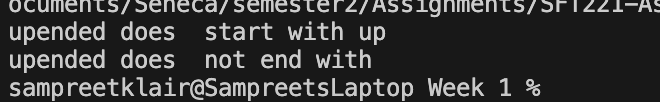 ocuments/Seneca/semester2/Assignments/SFT221-As
upended does  start with up
upended does  not end with
sampreetklair@SampreetsLaptop Week 1 %